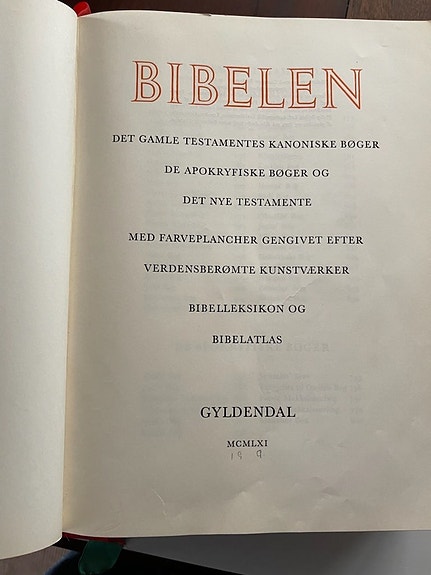 BIBELEN
DET GAMLE TESTAMENTES KANONISKE BØGER
DE APOKRYFISKE BØGER OG
DET NYE TESTAMENTE
MED FARVEPLANCHER GENGIVET EFTER
VERDENSBERØMTE KUNSTVÆRKER
BIBELLEKSIKON OG
BIBELATLAS
GYLDENDAL
MCMLXI